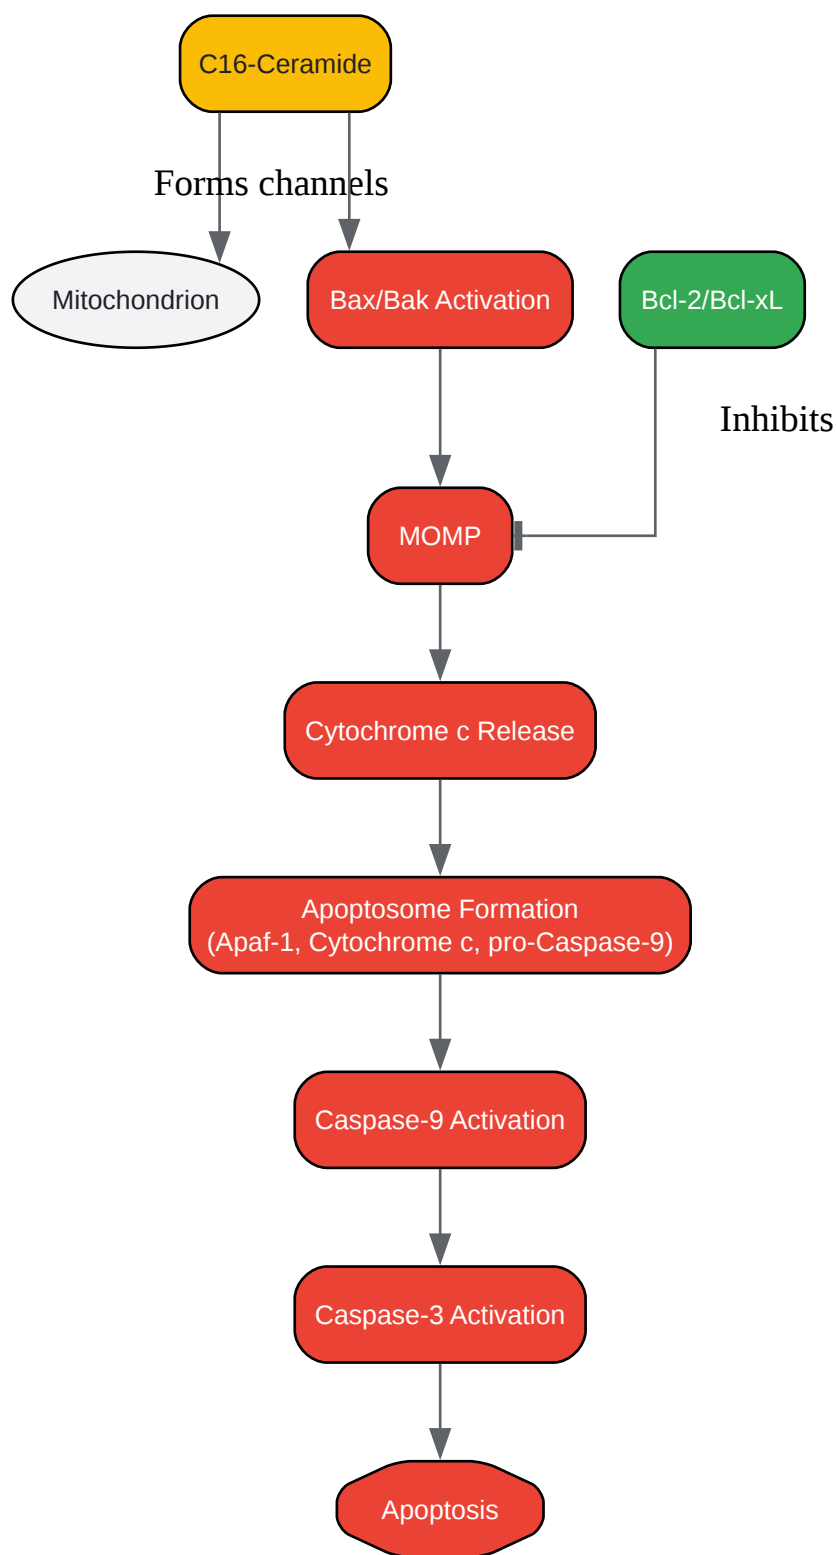 C16-Ceramide
Forms channels
Mitochondrion
Bax/Bak Activation
Bcl-2/Bcl-xL
Inhibits
MOMP
Cytochrome c Release
Apoptosome Formation
(Apaf-1, Cytochrome c, pro-Caspase-9)
Caspase-9 Activation
Caspase-3 Activation
Apoptosis